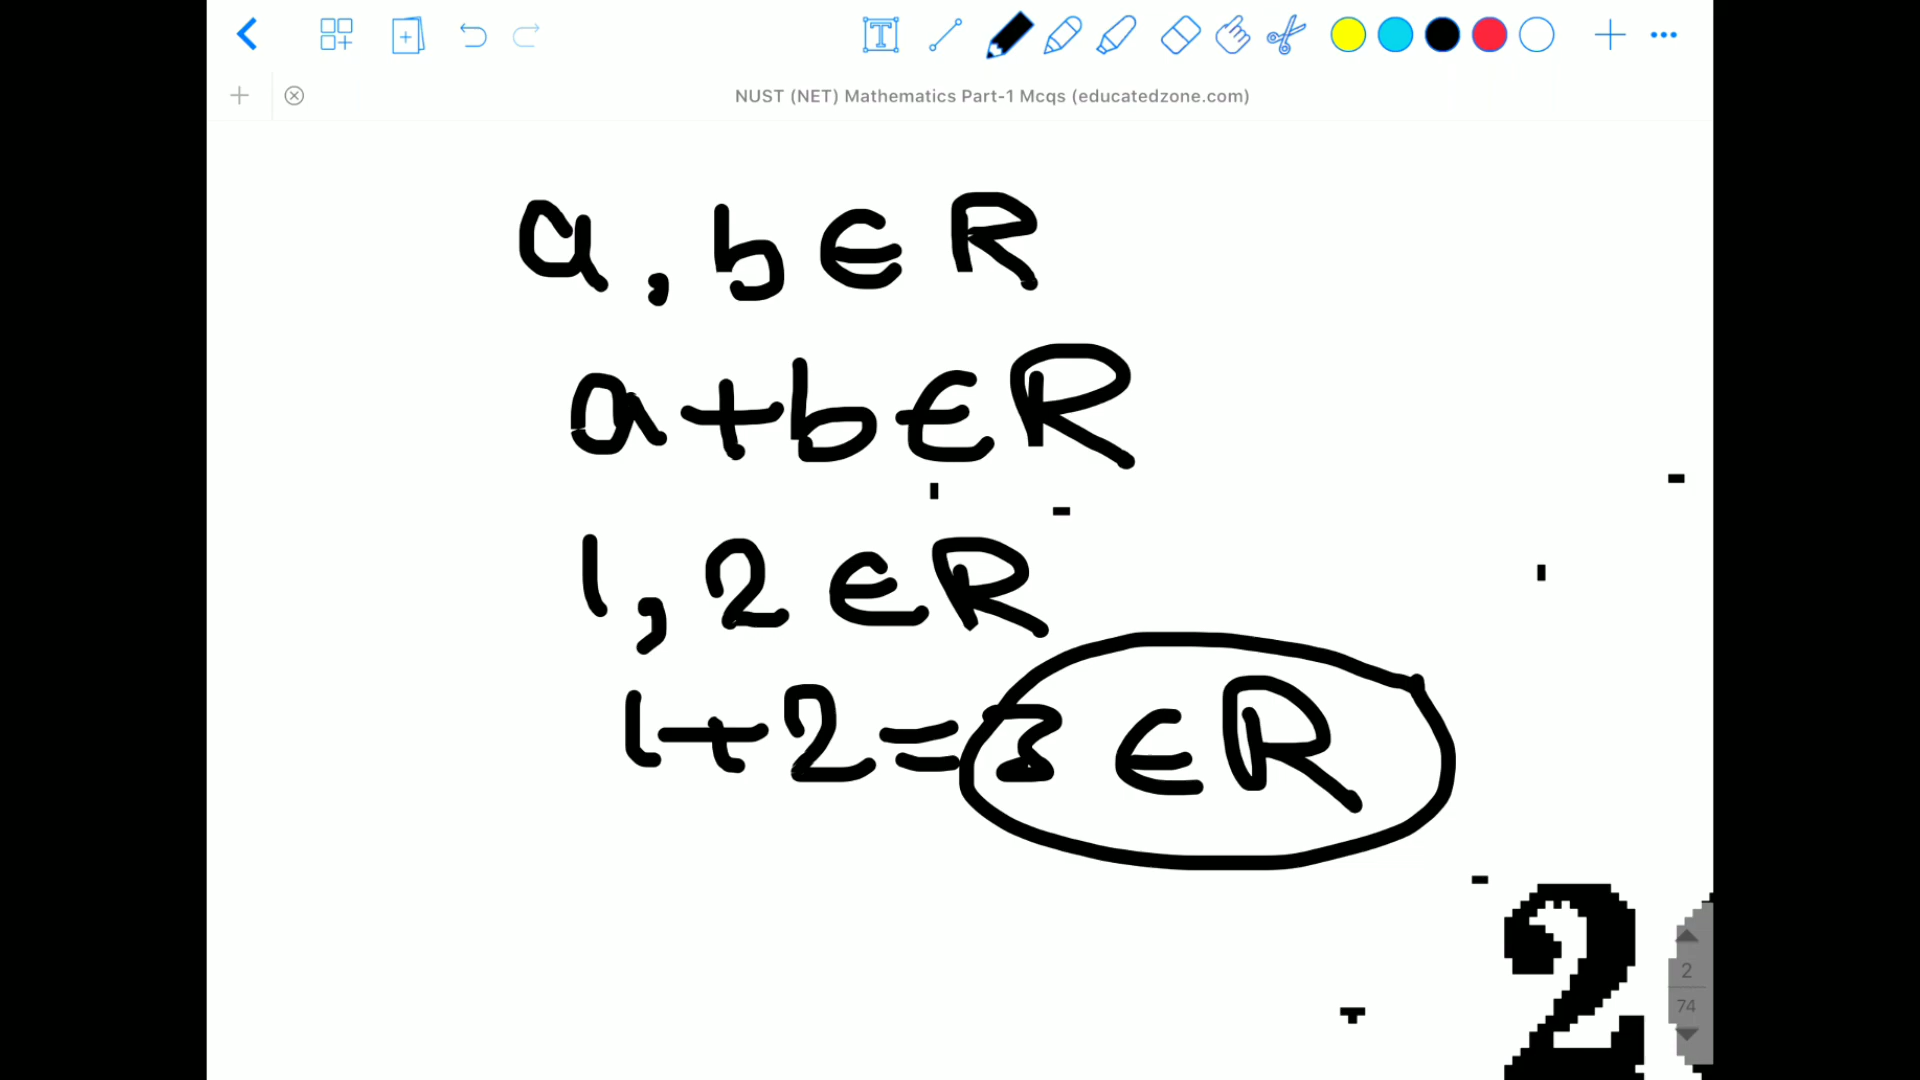 T
NUST (NET) Mathematics Part-1 Mcqs (educatedzone.com)
a, b ∈ R
a+b ∈ R
1, 2 ∈ R
1+2=3 ∈ R
2
2
74